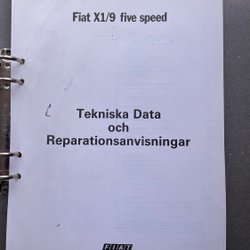 Fiat X1/9 five speed
Tekniska Data
och
Reparationsanvisningar
FIAT